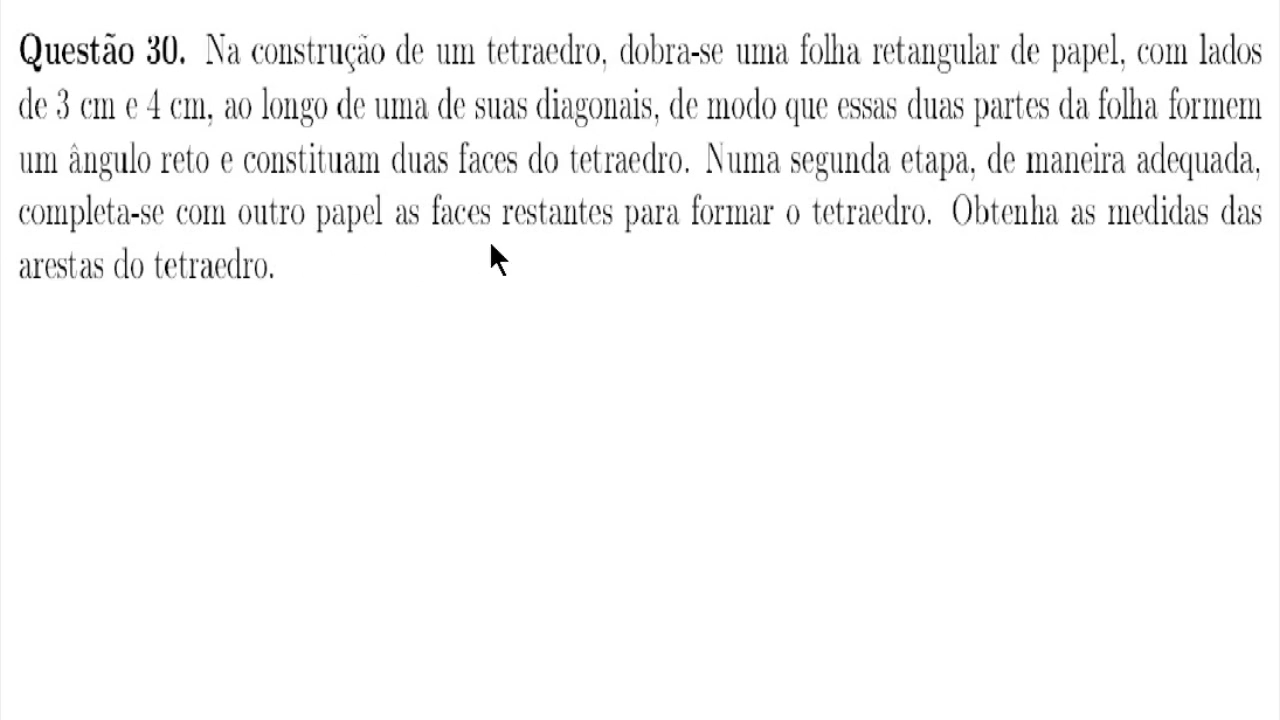 Questão 30. Na construção de um tetraedro, dobra-se uma folha retangular de papel, com lados
de 3 cm e 4 cm, ao longo de uma de suas diagonais, de modo que essas duas partes da folha formem
um ângulo reto e constituam duas faces do tetraedro. Numa segunda etapa, de maneira adequada,
completa-se com outro papel as faces restantes para formar o tetraedro. Obtenha as medidas das
arestas do tetraedro.